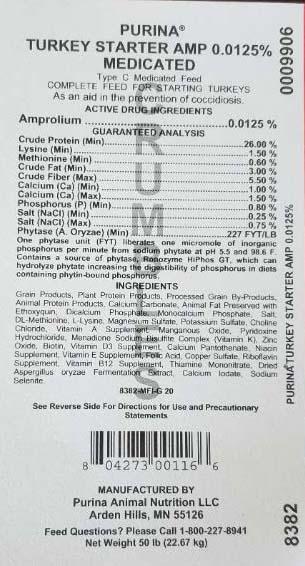 PURINA®
TURKEY STARTER AMP 0.0125%
MEDICATED
Type C Medicated Feed
COMPLETE FEED FOR STARTING TURKEYS
As an aid in the prevention of coccidiosis.
ACTIVE DRUG INGREDIENTS
Amprolium 0.0125 %
GUARANTEED ANALYSIS
Crude Protein (Min) 26.00 %
Lysine (Min) 1.50 %
Methionine (Min) 0.60 %
Crude Fat (Min) 3.00 %
Crude Fiber (Max) 5.50 %
Calcium (Ca) (Min) 1.00 %
Calcium (Ca) (Max) 1.50 %
Phosphorus (P) (Min) 0.80 %
Salt (NaCl) (Min) 0.25 %
Salt (NaCl) (Max) 0.75 %
Phytase (A. Oryzae) (Min) 227 FYT/LB
One phytase unit (FYT) liberates one micromole of inorganic
phosphorus per minute from sodium phytate at pH 5.5 and 98.6 F.
Contains a source of phytase, Ronozyme HiPhos GT, which can
hydrolyze phytate increasing the digestibility of phosphorus in diets
containing phytin-bound phosphorus.
INGREDIENTS
Grain Products, Plant Protein Products, Processed Grain By-Products,
Animal Protein Products, Calcium Carbonate, Animal Fat Preserved with
Ethoxyquin, Dicalcium Phosphate, Monocalcium Phosphate, Salt,
DL-Methionine, L-Lysine, Magnesium Sulfate, Potassium Sulfate, Choline
Chloride, Vitamin A Supplement, Manganous Oxide, Pyridoxine
Hydrochloride, Menadione Sodium Bisulfite Complex (Vitamin K), Zinc
Oxide, Biotin, Vitamin D3 Supplement, Calcium Pantothenate, Niacin
Supplement, Vitamin E Supplement, Folic Acid, Copper Sulfate, Riboflavin
Supplement, Vitamin B12 Supplement, Thiamine Mononitrate, Dried
Aspergillus oryzae Fermentation Extract, Calcium Iodate, Sodium
Selenite.
8382-MFI-G 20
See Reverse Side For Directions for Use and Precautionary
Statements
8 04273 00116 6
MANUFACTURED BY
Purina Animal Nutrition LLC
Arden Hills, MN 55126
Feed Questions? Please Call 1-800-227-8941
Net Weight 50 lb (22.67 kg)
CRUMBLES
0009906
PURINA® TURKEY STARTER AMP 0.0125%
8382